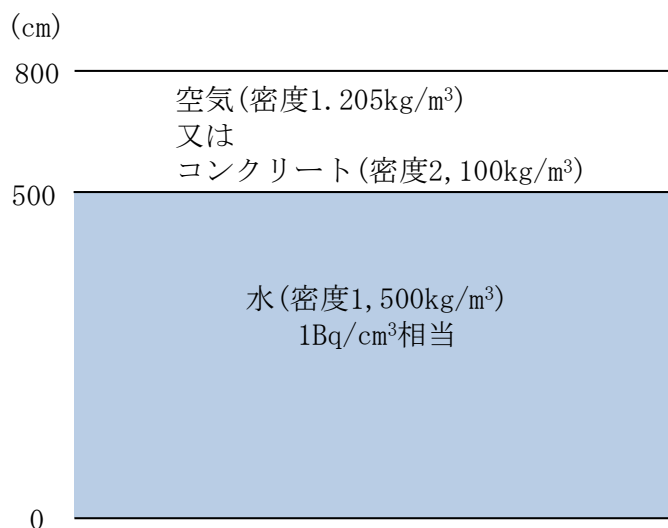 (cm)
800
空気(密度1.205kg/m³)
又は
コンクリート(密度2,100kg/m³)
500
水(密度1,500kg/m³)
1Bq/cm³相当
0